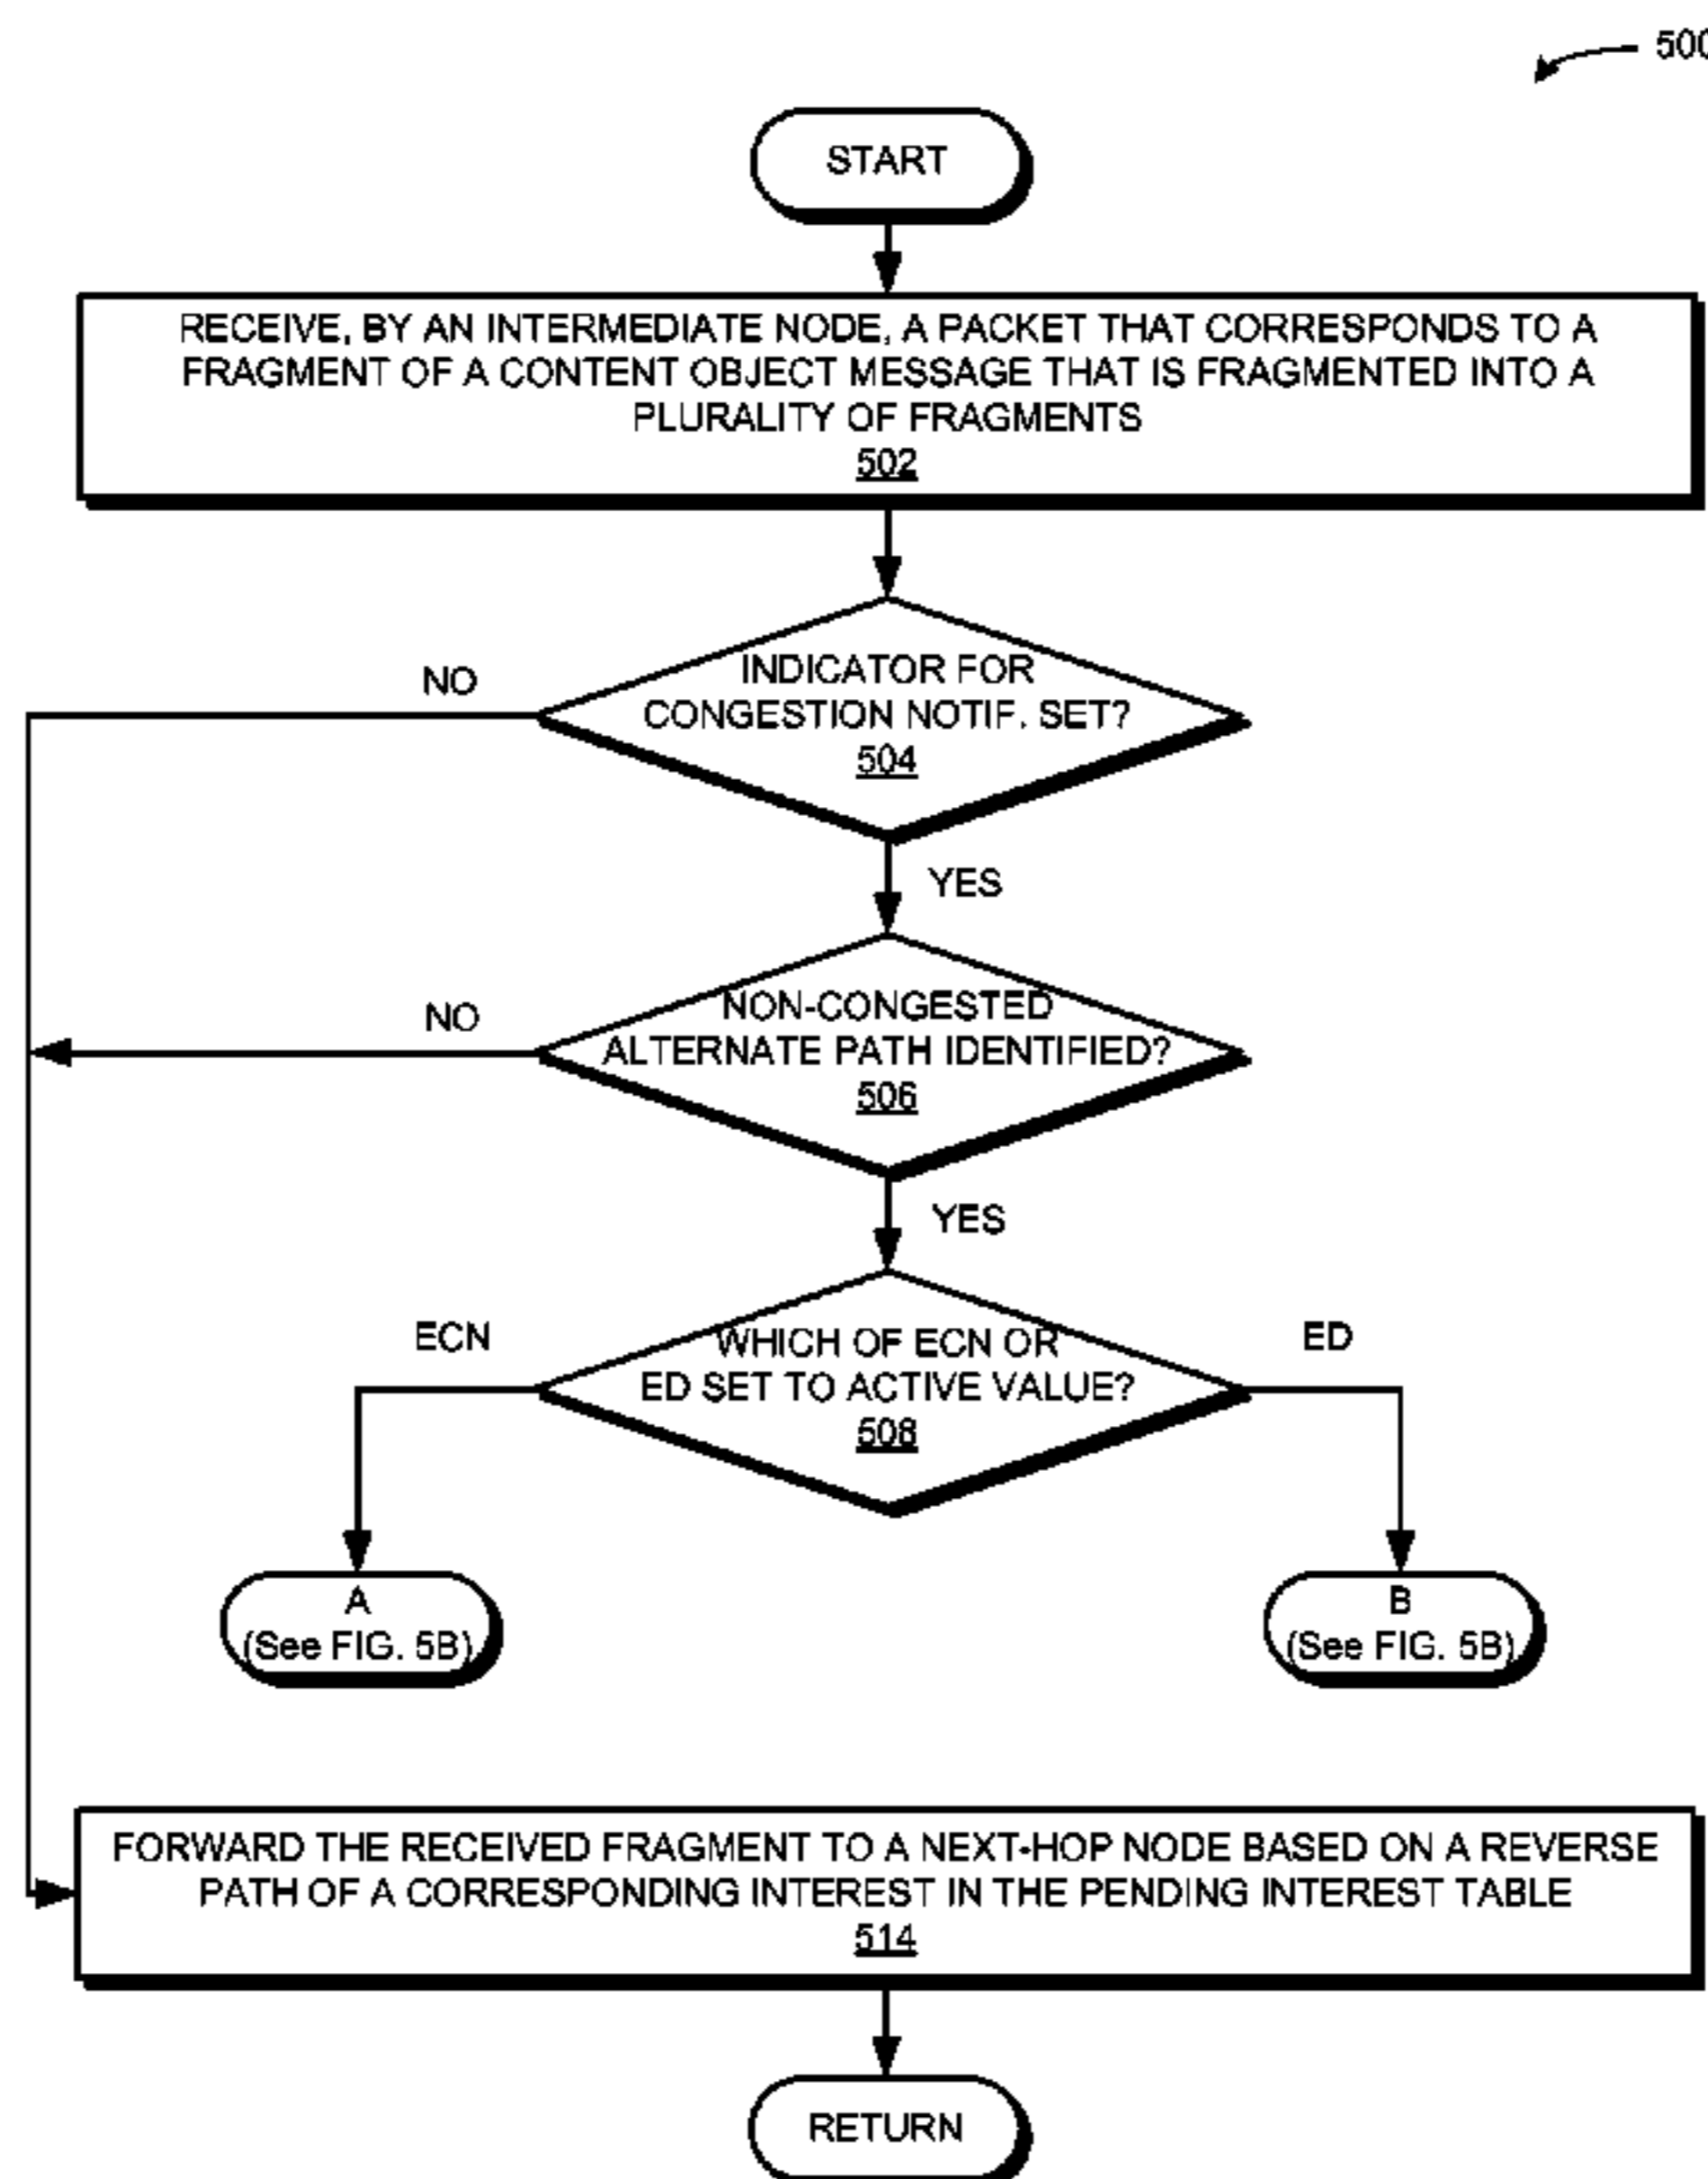 500
START
RECEIVE, BY AN INTERMEDIATE NODE, A PACKET THAT CORRESPONDS TO A
FRAGMENT OF A CONTENT OBJECT MESSAGE THAT IS FRAGMENTED INTO A
PLURALITY OF FRAGMENTS
502
NO
INDICATOR FOR
CONGESTION NOTIF. SET?
504
YES
NO
NON-CONGESTED
ALTERNATE PATH IDENTIFIED?
506
YES
ECN
WHICH OF ECN OR
ED SET TO ACTIVE VALUE?
508
ED
A
(See FIG. 5B)
B
(See FIG. 5B)
FORWARD THE RECEIVED FRAGMENT TO A NEXT-HOP NODE BASED ON A REVERSE
PATH OF A CORRESPONDING INTEREST IN THE PENDING INTEREST TABLE
514
RETURN